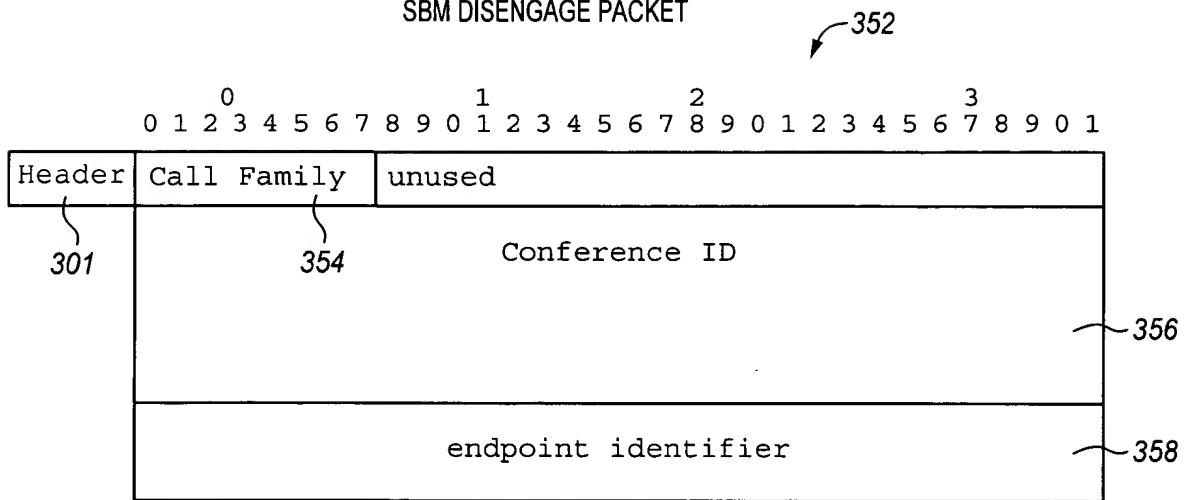 SBM DISENGAGE PACKET
352
0 1 2 3
0 1 2 3 4 5 6 7 8 9 0 1 2 3 4 5 6 7 8 9 0 1 2 3 4 5 6 7 8 9 0 1
Header Call Family unused
301 354 Conference ID
356
endpoint identifier 358